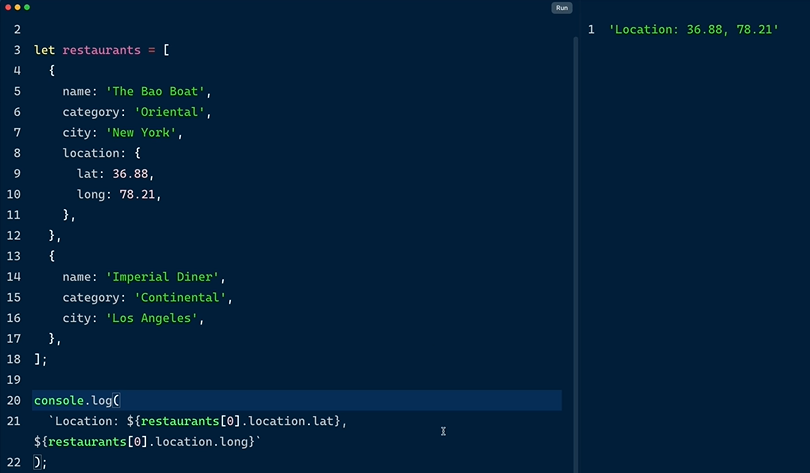 Run
2
3 let restaurants = [
4   {
5     name: 'The Bao Boat',
6     category: 'Oriental',
7     city: 'New York',
8     location: {
9       lat: 36.88,
10       long: 78.21,
11     },
12   },
13   {
14     name: 'Imperial Diner',
15     category: 'Continental',
16     city: 'Los Angeles',
17   },
18 ];
19
20 console.log(
21   `Location: ${restaurants[0].location.lat},
${restaurants[0].location.long}`
22 );
1 'Location: 36.88, 78.21'